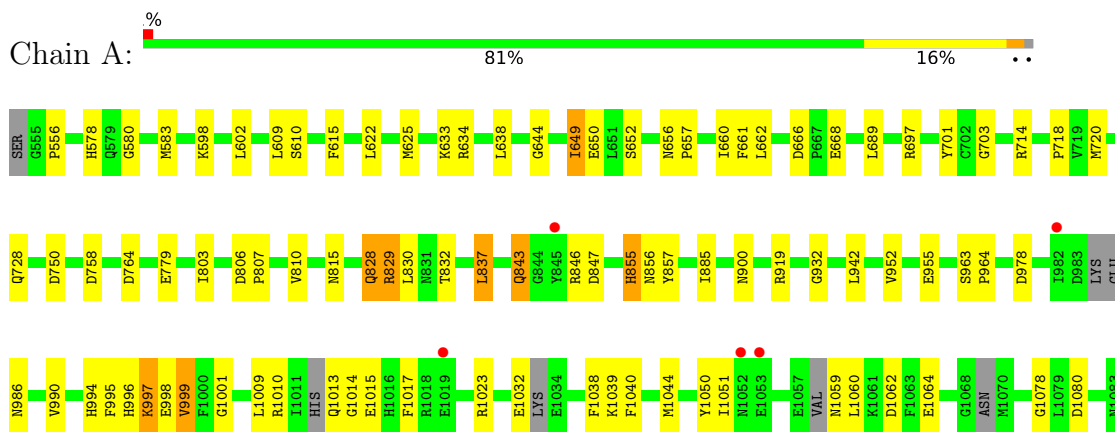 .%
Chain A:
81% 16% ..
SER G555 P556 H578 Q579 G580 M583 K598 L602 L609 S610 F615 L622 M625 K633 R634 L638 G644 I649 E650 L651 S652 N656 P657 I660 F661 L662 D666 P667 E668 L689 R697 Y701 C702 G703 R714 P718 V719 M720
Q728 D750 D758 D764 E779 I803 D806 P807 V810 N815 Q828 R829 L830 N831 T832 L837 Q843 G844 Y845 R846 D847 H855 N856 Y857 I885 N900 R919 G932 L942 V952 E955 S963 P964 D978 I982 D983 LYS GLU
N986 V990 H994 F995 H996 K997 E998 V999 F1000 G1001 L1009 R1010 I1011 HIS Q1013 G1014 E1015 H1016 F1017 R1018 E1019 R1023 E1032 LYS E1034 F1038 K1039 F1040 M1044 Y1050 I1051 N1052 E1053 E1057 VAL N1059 L1060 K1061 D1062 F1063 E1064 G1068 ASN M1070 G1078 L1079 D1080 N1083